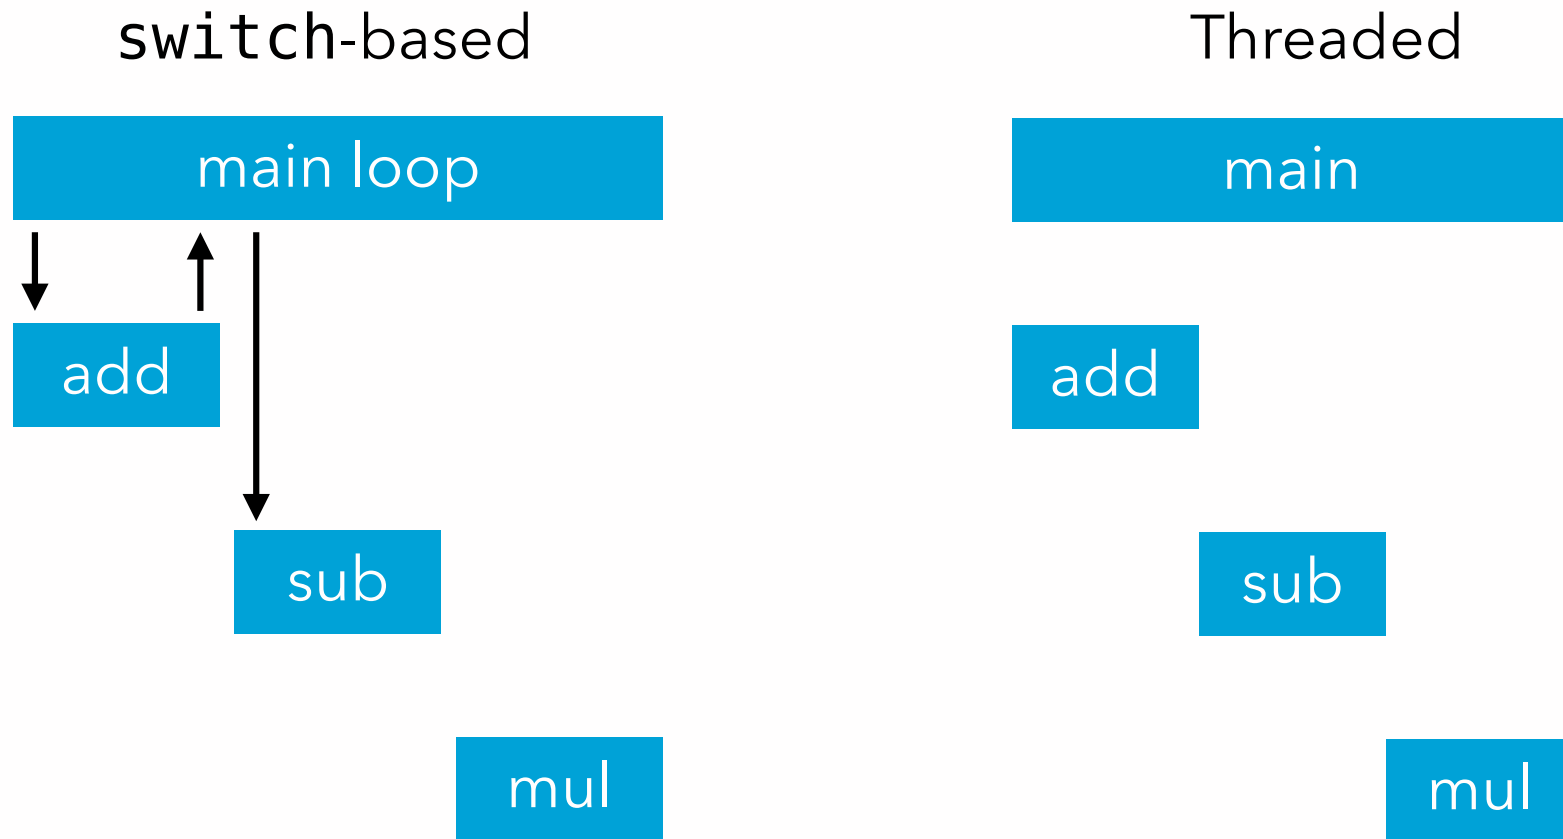 switch-based
main loop
add
sub
mul
Threaded
main
add
sub
mul